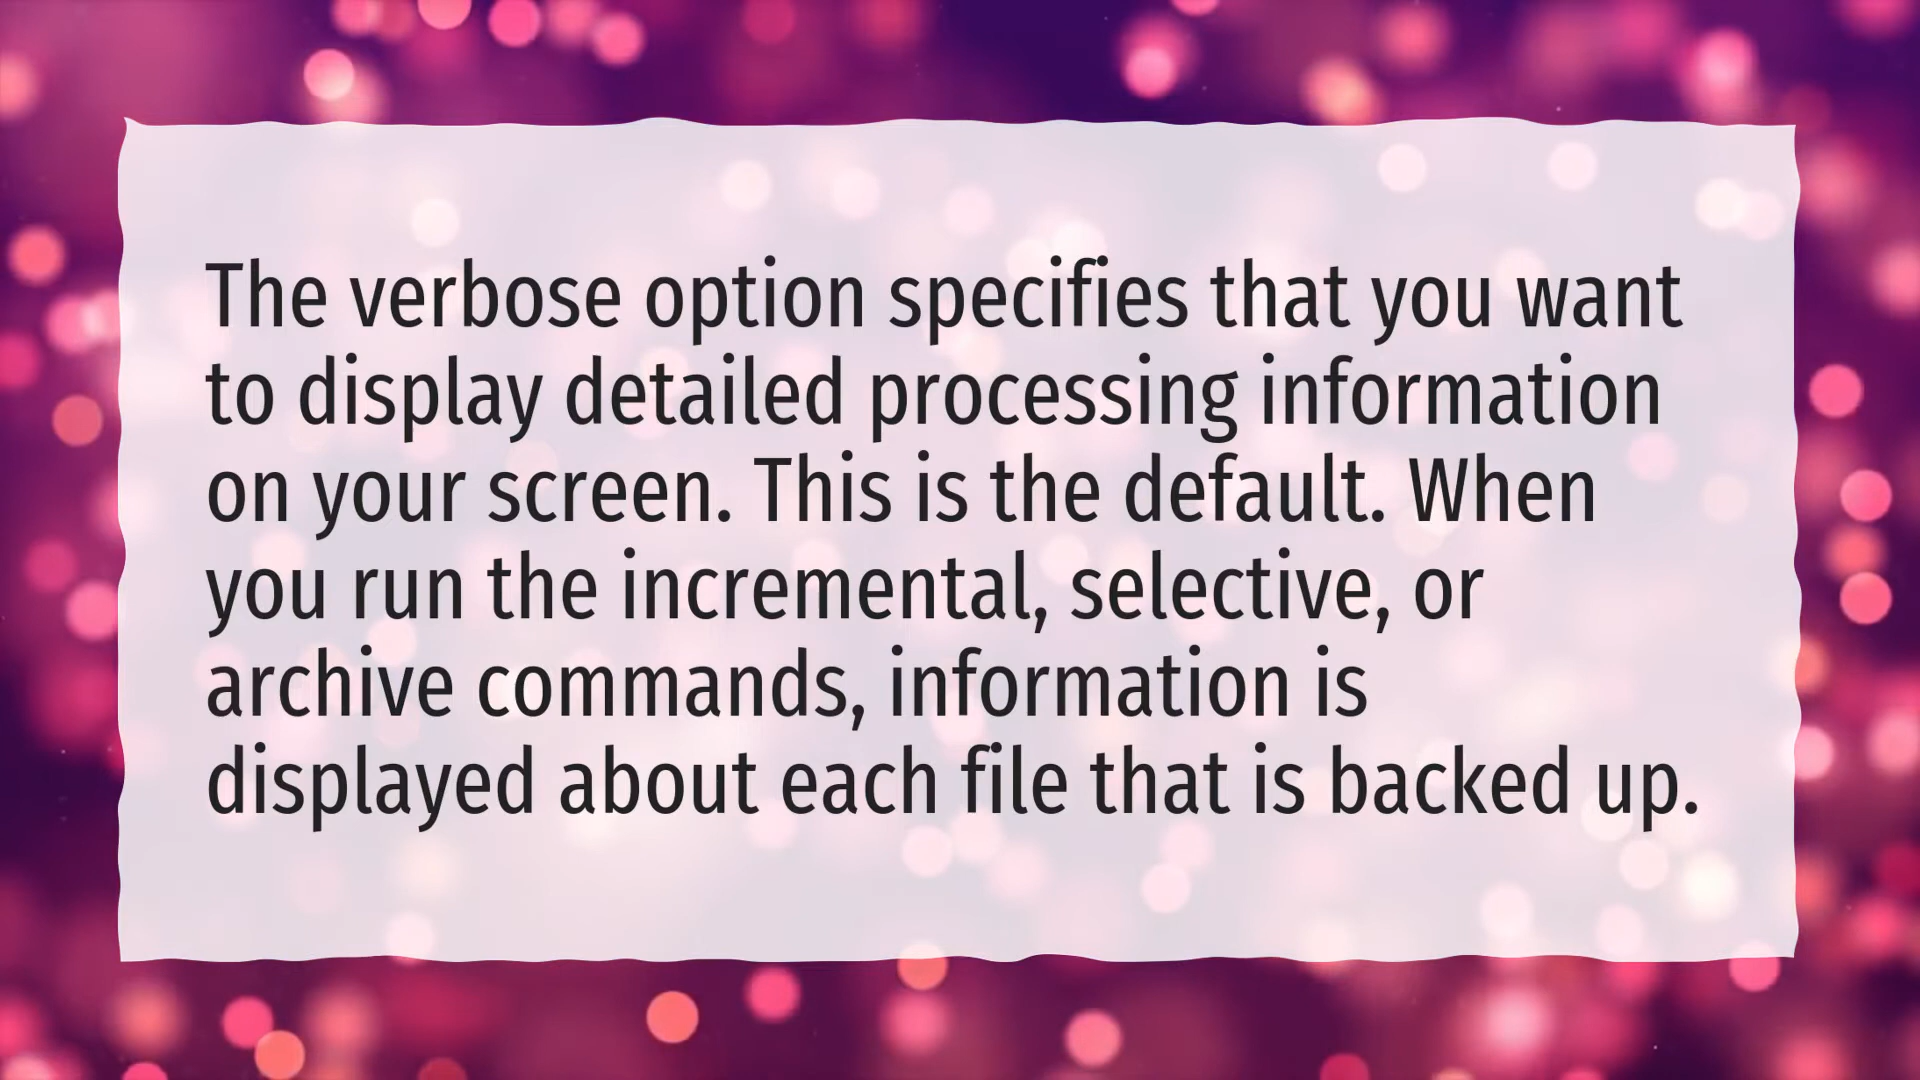 The verbose option specifies that you want
to display detailed processing information
on your screen. This is the default. When
you run the incremental, selective, or
archive commands, information is
displayed about each file that is backed up.